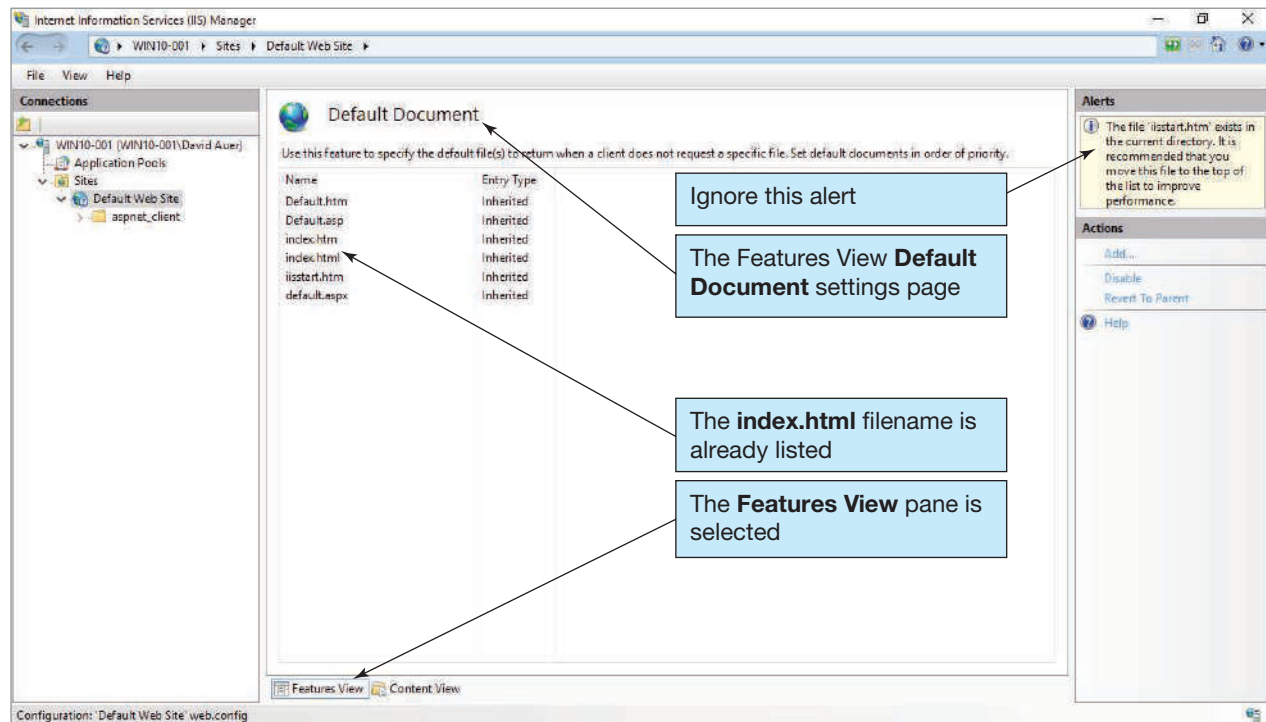 Internet Information Services (IIS) Manager
WIN10-001 Sites Default Web Site
File View Help
Connections
WIN10-001 (WIN10-001\David Auer)
Application Pools
Sites
Default Web Site
aspnet_client
Default Document
Use this feature to specify the default file(s) to return when a client does not request a specific file. Set default documents in order of priority.
Name Entry Type
Default.htm Inherited
Default.asp Inherited
index.htm Inherited
index.html Inherited
iisstart.htm Inherited
default.aspx Inherited
Ignore this alert
The Features View Default
Document settings page
The index.html filename is
already listed
The Features View pane is
selected
Features View Content View
Alerts
The file 'iisstart.htm' exists in
the current directory. It is
recommended that you
move this file to the top of
the list to improve
performance.
Actions
Add...
Disable
Revert To Parent
Help
Configuration: 'Default Web Site' web.config